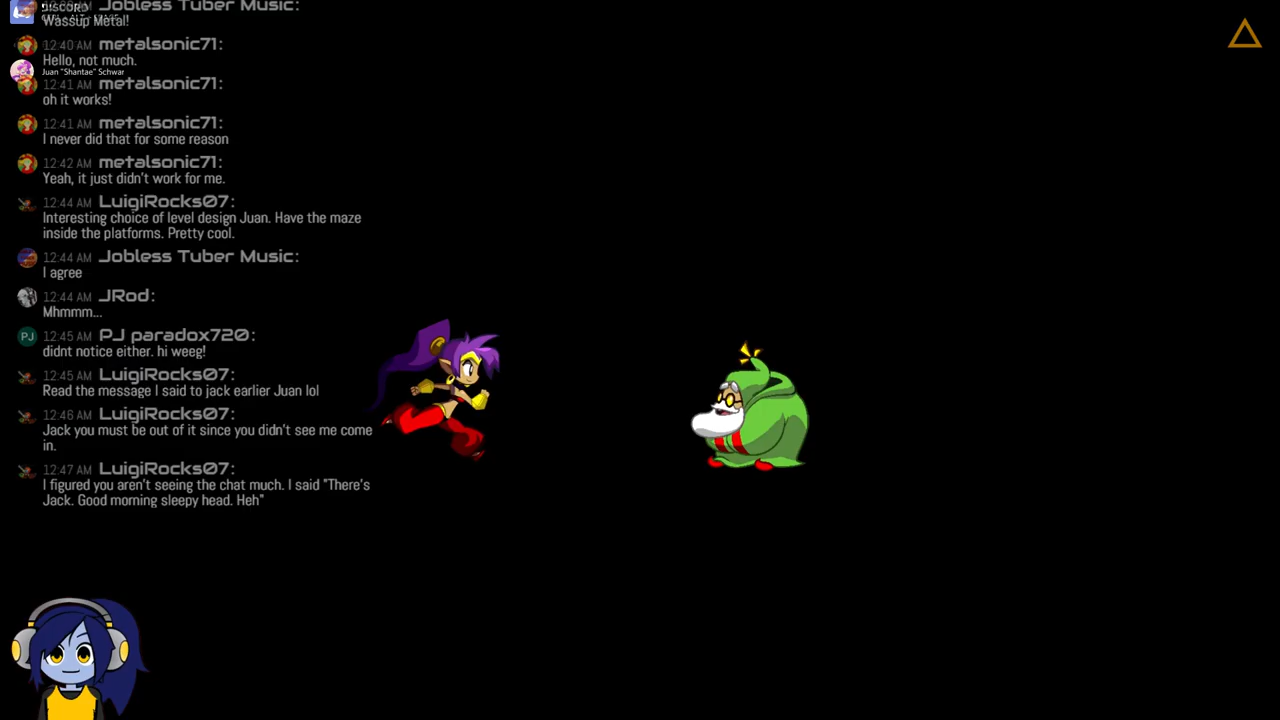 Jobless Tuber Music:
DISCORD
Wassup Metal!
12:40 AM metalsonic71:
Hello, not much.
Juan "Shantae" Schwar
12:41 AM metalsonic71:
oh it works!
12:41 AM metalsonic71:
I never did that for some reason
12:42 AM metalsonic71:
Yeah, it just didn't work for me.
12:44 AM LuigiRocks07:
Interesting choice of level design Juan. Have the maze
inside the platforms. Pretty cool.
12:44 AM Jobless Tuber Music:
I agree
12:44 AM JRod:
Mhmmm...
PJ 12:45 AM PJ paradox720:
didnt notice either. hi weeg!
12:45 AM LuigiRocks07:
Read the message I said to jack earlier Juan lol
12:46 AM LuigiRocks07:
Jack you must be out of it since you didn't see me come
in.
12:47 AM LuigiRocks07:
I figured you aren't seeing the chat much. I said "There's
Jack. Good morning sleepy head. Heh"